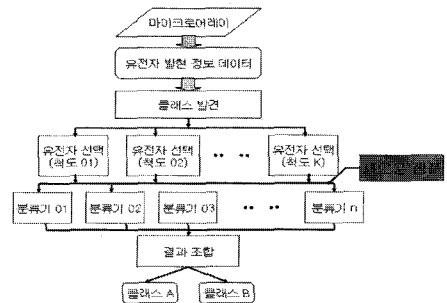 마이크로어레이
유전자 발현 정보 데이터
클래스 발견
유전자 선택 (척도 01)
유전자 선택 (척도 02)
‥ ‥
유전자 선택 (척도 K)
분류기 01
분류기 02
분류기 03
‥ ‥
분류기 n
결과 조합
클래스 A
클래스 B